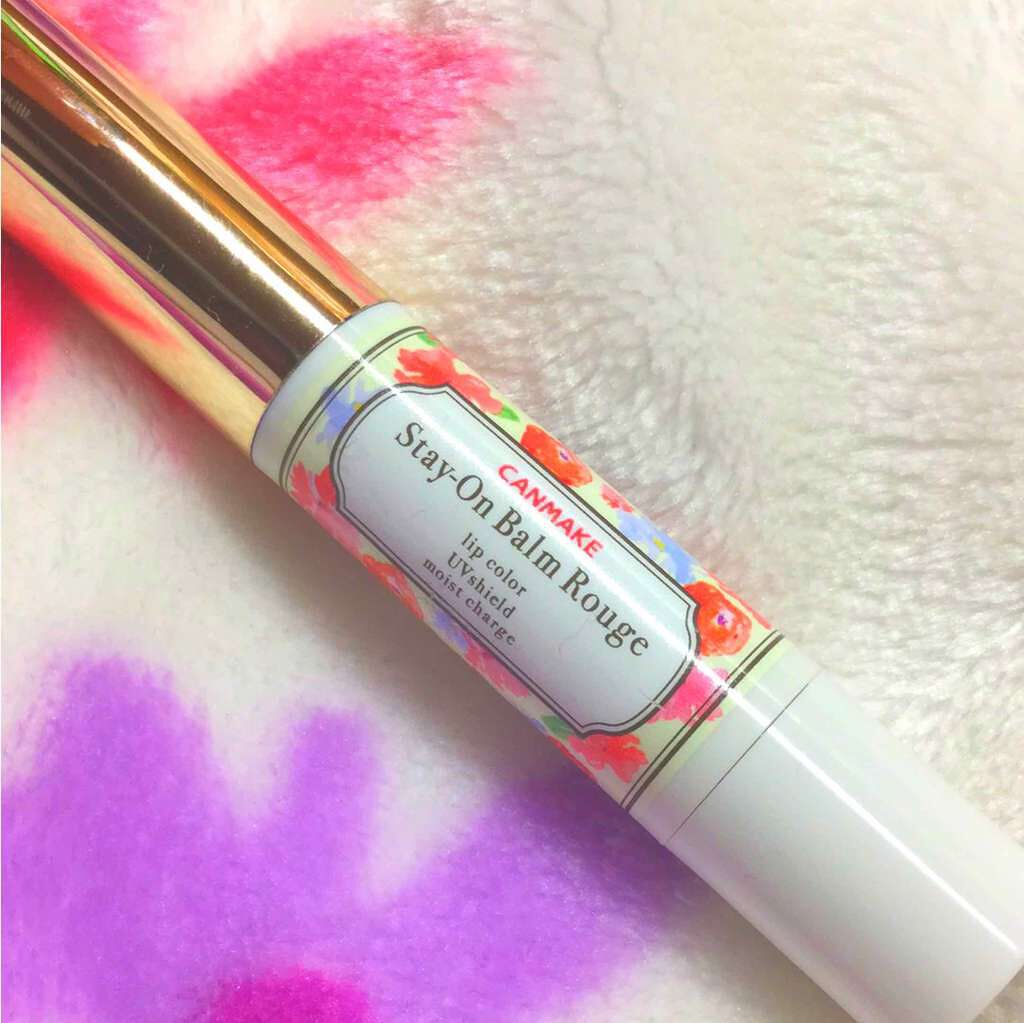 CANMAKE
Stay-On Balm Rouge
lip color
UVshield
moist charge